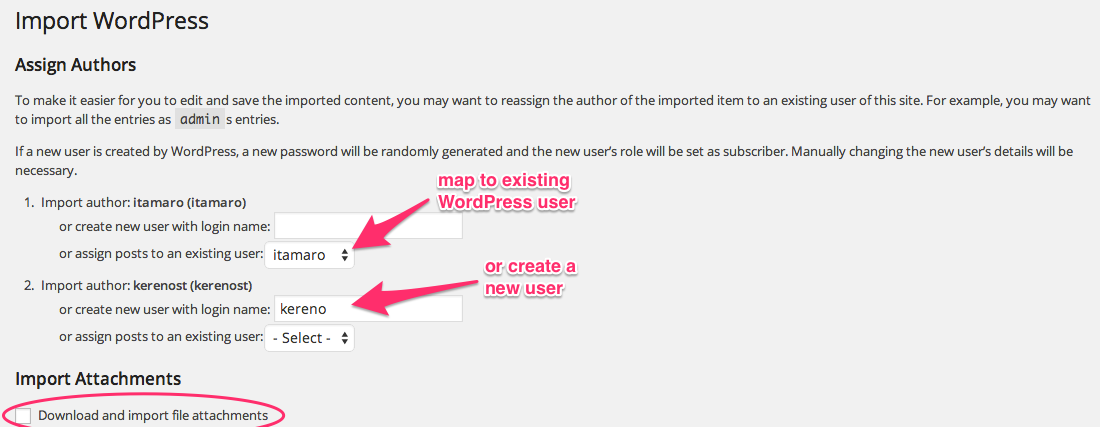 Import WordPress
Assign Authors
To make it easier for you to edit and save the imported content, you may want to reassign the author of the imported item to an existing user of this site. For example, you may want
to import all the entries as admin s entries.
If a new user is created by WordPress, a new password will be randomly generated and the new user's role will be set as subscriber. Manually changing the new user's details will be
necessary.
map to existing
WordPress user
1. Import author: itamaro (itamaro)
or create new user with login name:
or assign posts to an existing user: itamaro
or create a
new user
2. Import author: kerenost (kerenost)
or create new user with login name: kereno
or assign posts to an existing user: - Select -
Import Attachments
Download and import file attachments